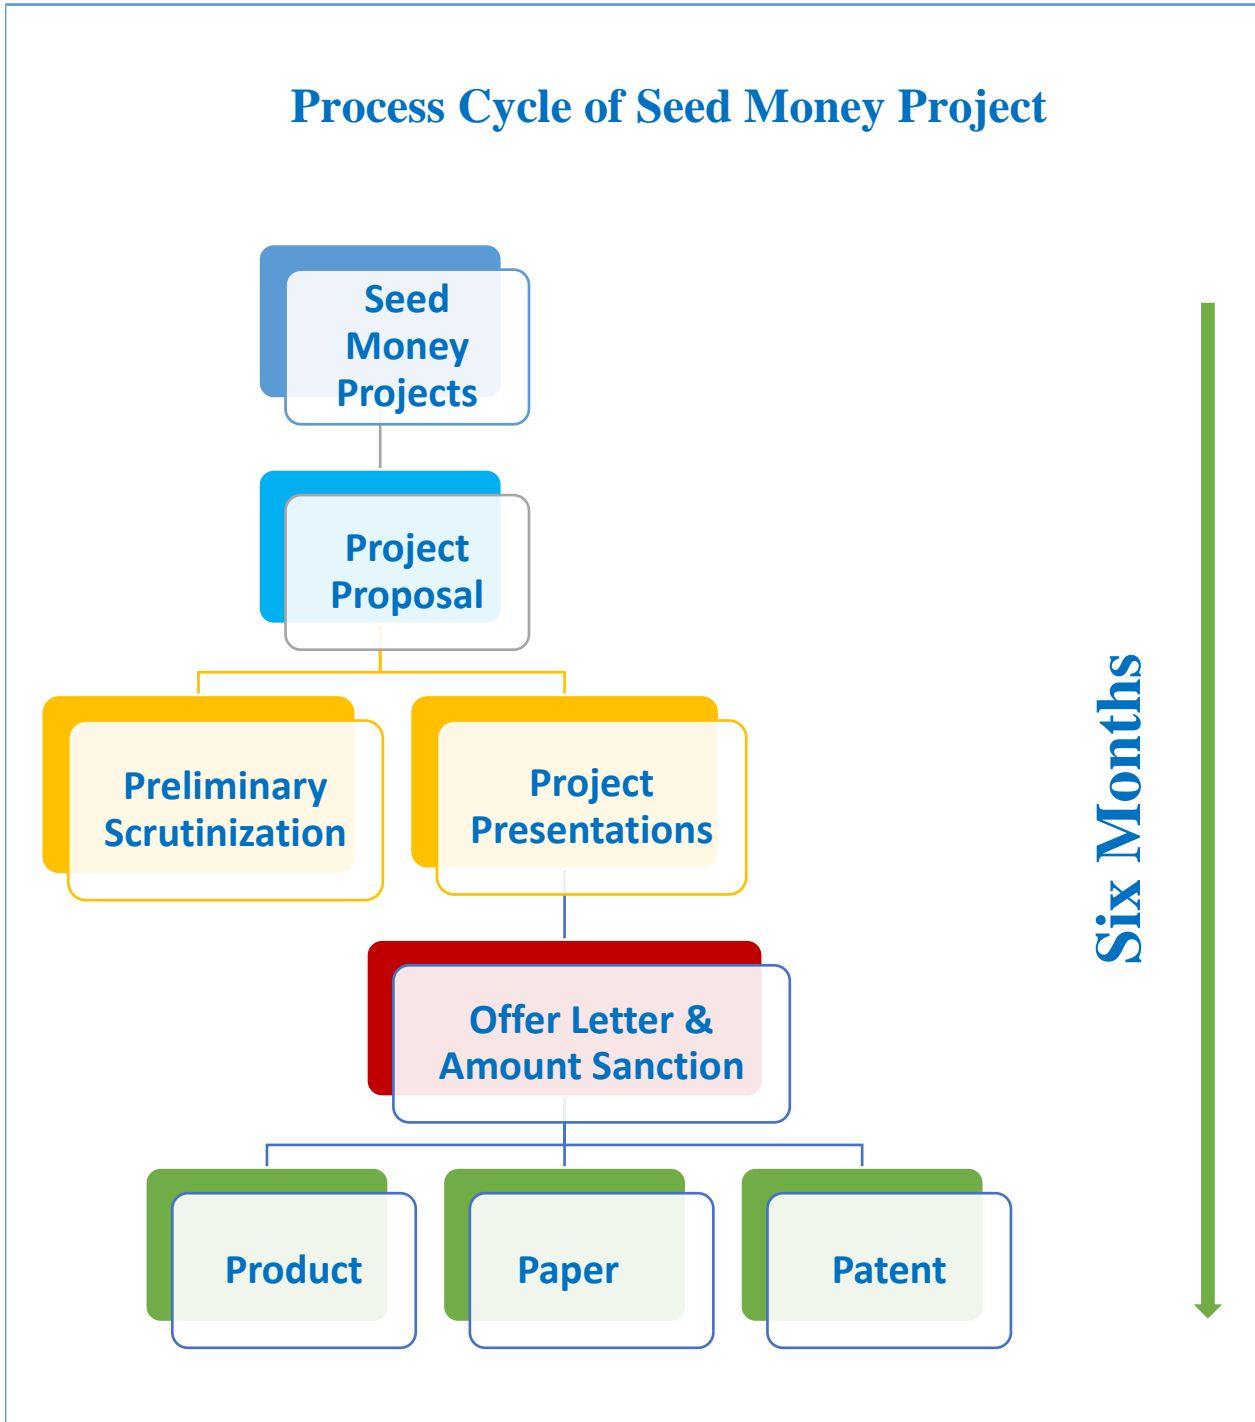 Process Cycle of Seed Money Project
Seed
Money
Projects
Project
Proposal
Preliminary
Scrutinization
Project
Presentations
Six Months
Offer Letter &
Amount Sanction
Product
Paper
Patent